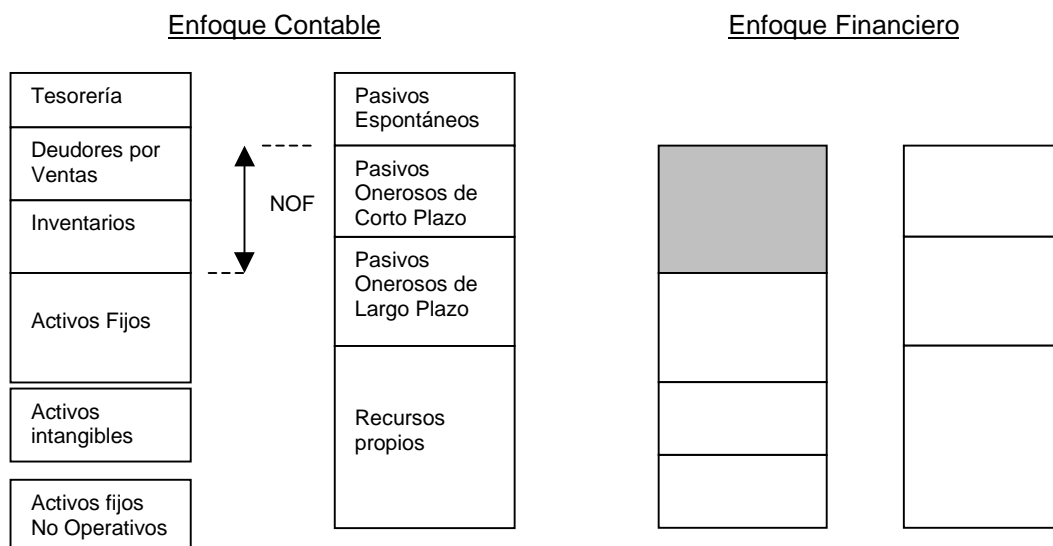 Enfoque Contable
Enfoque Financiero
Tesorería
Deudores por
Ventas
Inventarios
Activos Fijos
Activos
intangibles
Activos fijos
No Operativos
NOF
Pasivos
Espontáneos
Pasivos
Onerosos de
Corto Plazo
Pasivos
Onerosos de
Largo Plazo
Recursos
propios